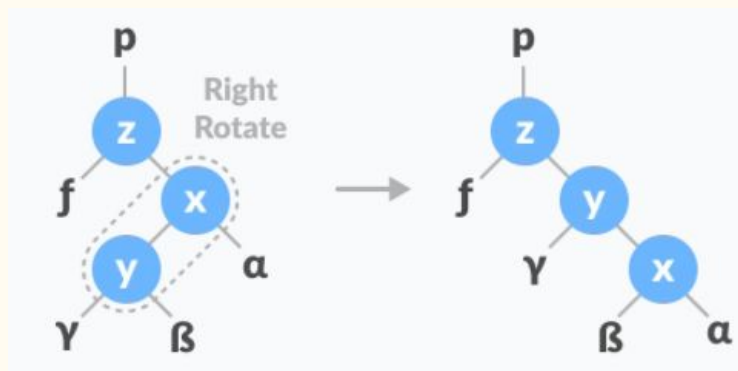 p p
Right
Rotate
z z
ƒ x ƒ y
y α γ x
γ ß ß α